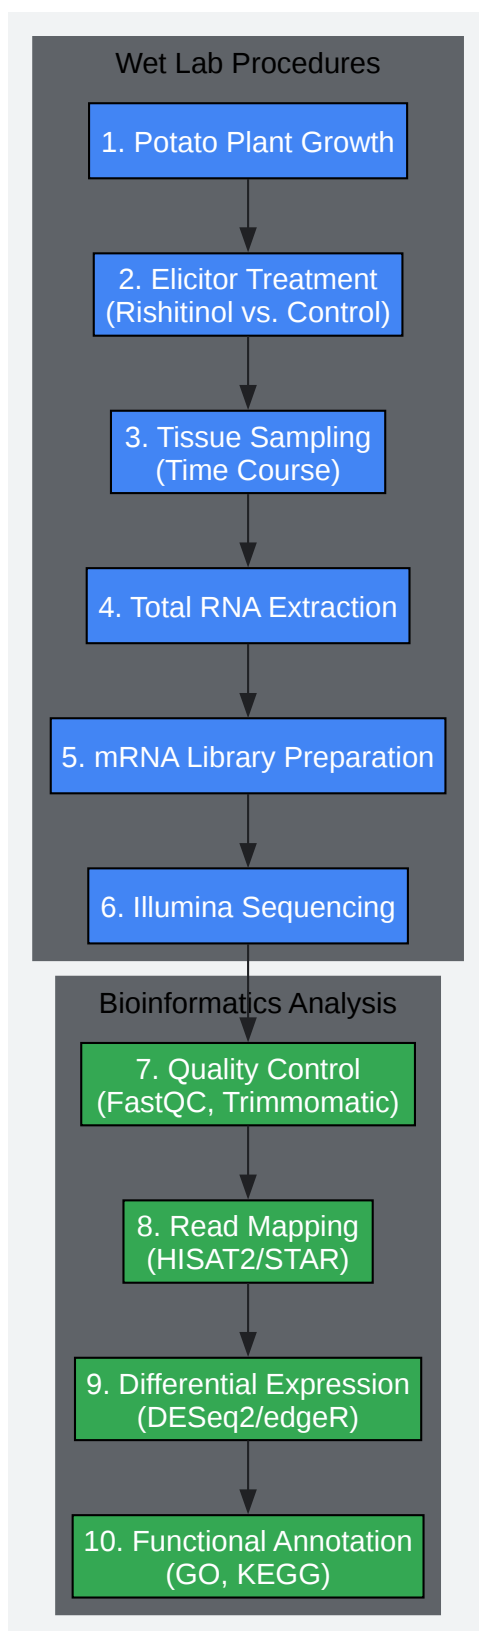 Wet Lab Procedures
1. Potato Plant Growth
2. Elicitor Treatment
(Rishitinol vs. Control)
3. Tissue Sampling
(Time Course)
4. Total RNA Extraction
5. mRNA Library Preparation
6. Illumina Sequencing
Bioinformatics Analysis
7. Quality Control
(FastQC, Trimmomatic)
8. Read Mapping
(HISAT2/STAR)
9. Differential Expression
(DESeq2/edgeR)
10. Functional Annotation
(GO, KEGG)